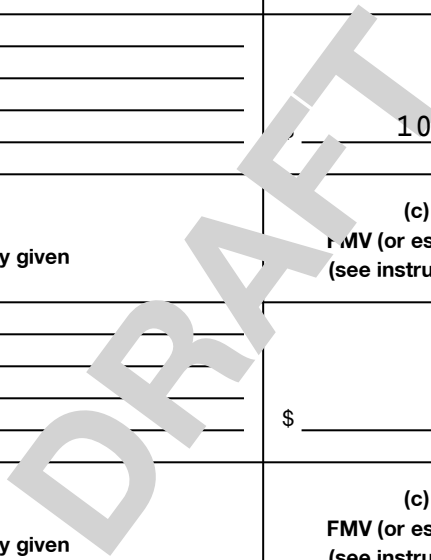 10
(c)
FMV (or es
y given
(see instru
$
(c)
FMV (or es
y given
(see instru
DRAFT